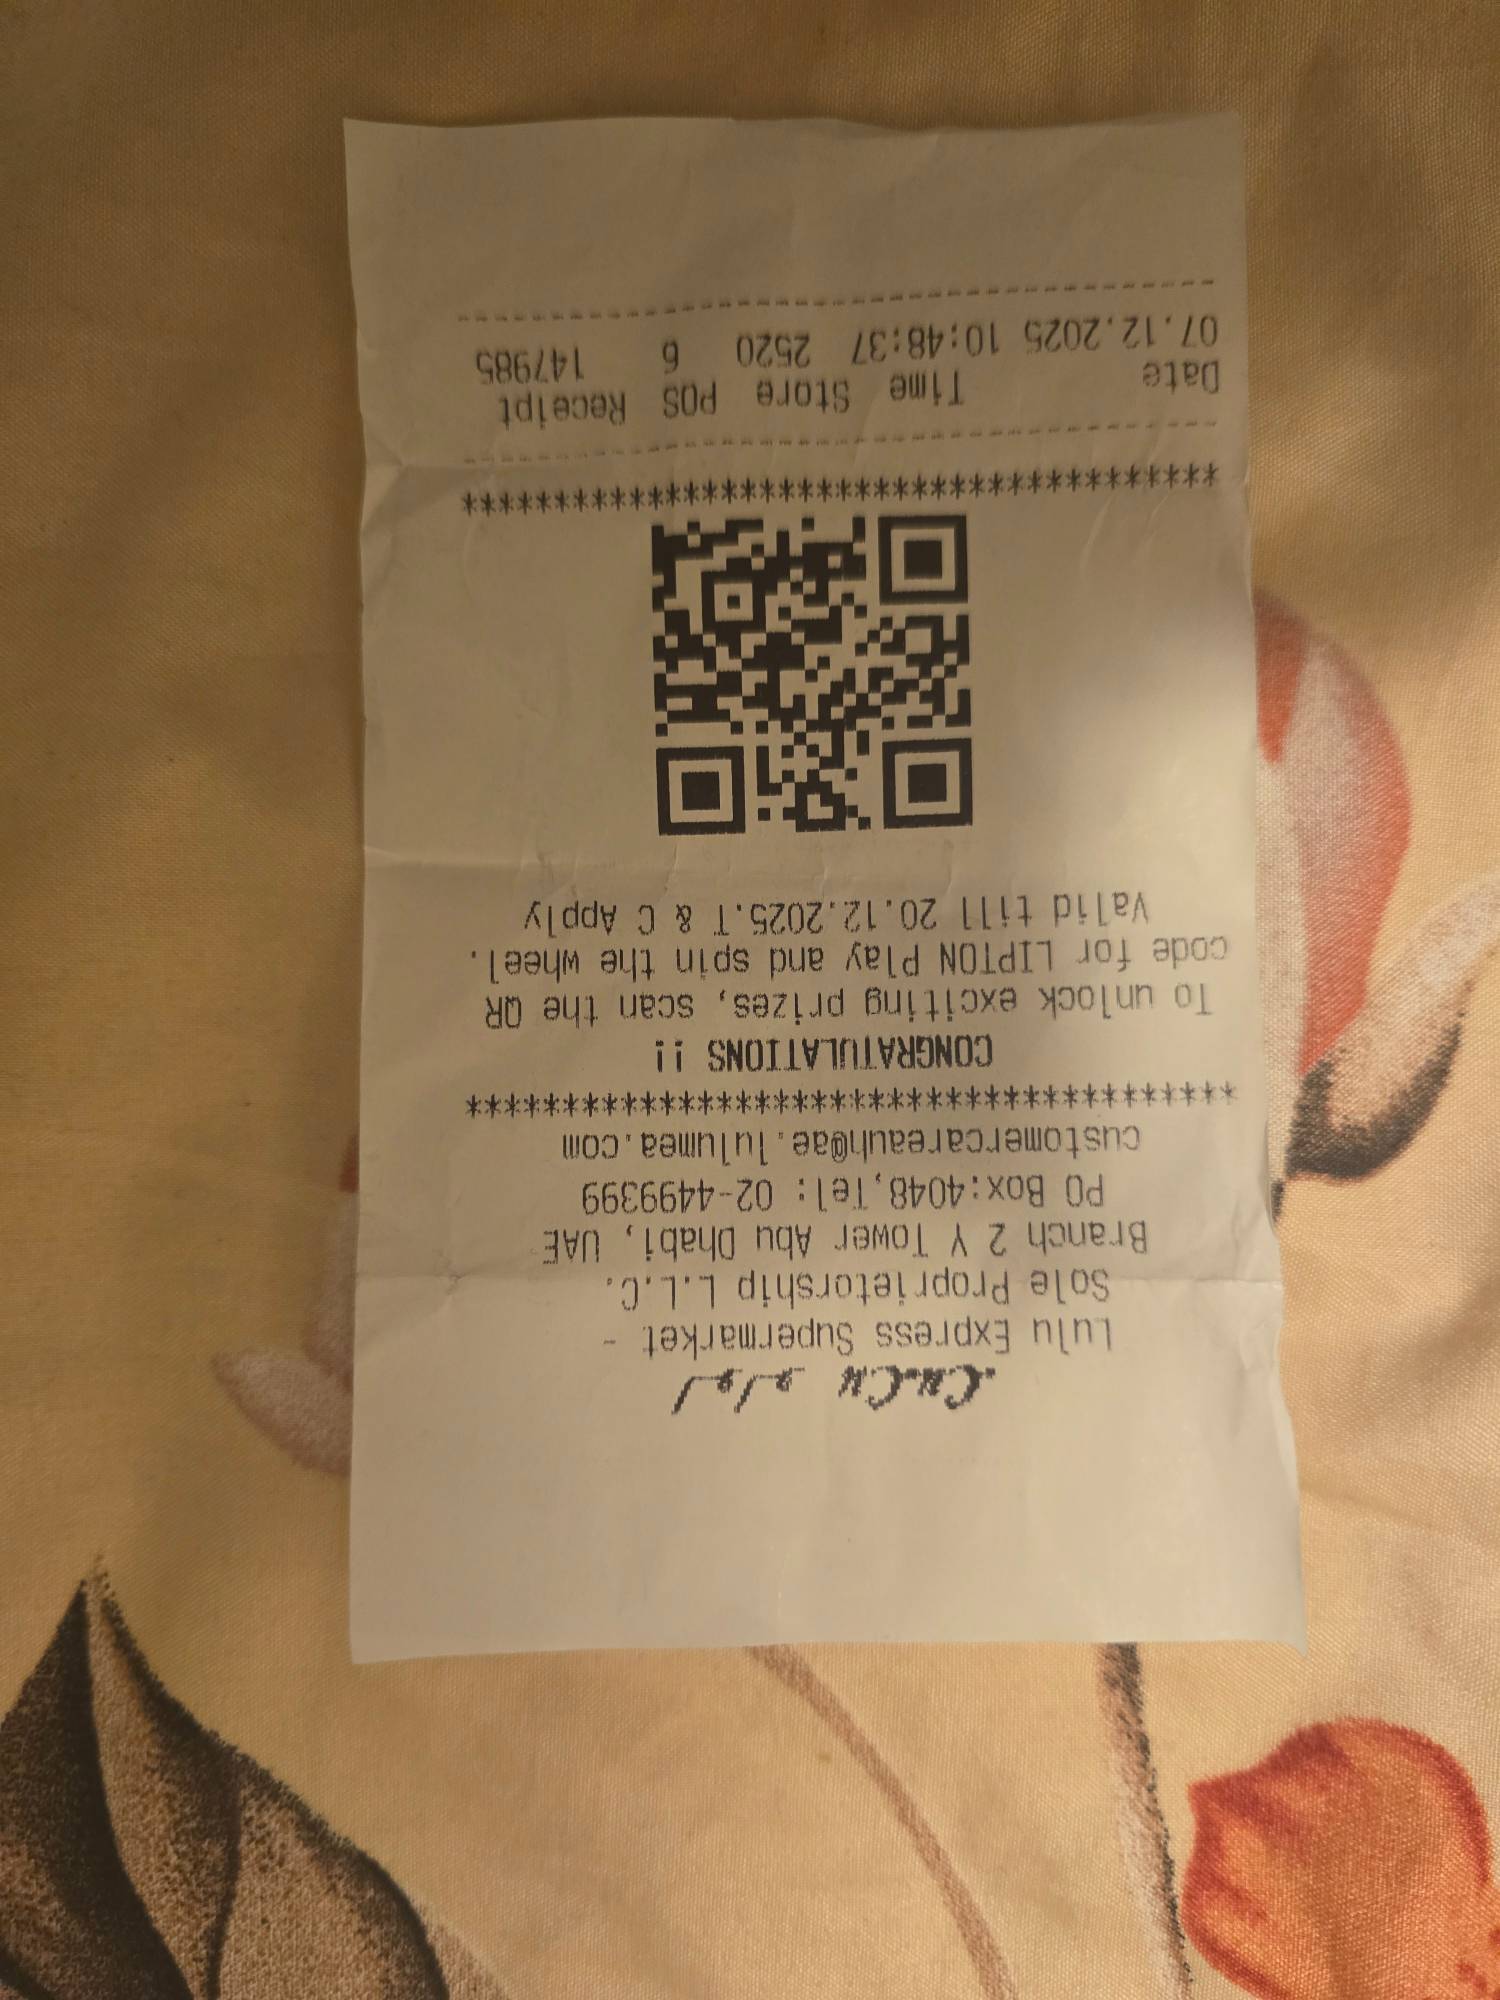 Lulu Express Supermarket -
Sole Proprietorship L.L.C.
Branch 2 Y Tower Abu Dhabi, UAE
PO Box:4048,Tel: 02-4499399
customercareauh@ae.lulumea.com
****************************************
CONGRATULATIONS !!
To unlock exciting prizes, scan the QR
code for LIPTON Play and spin the wheel.
Valid till 20.12.2025.T & C Apply
****************************************
Date Time Store POS Receipt
07.12.2025 10:48:37 2520 6 147985